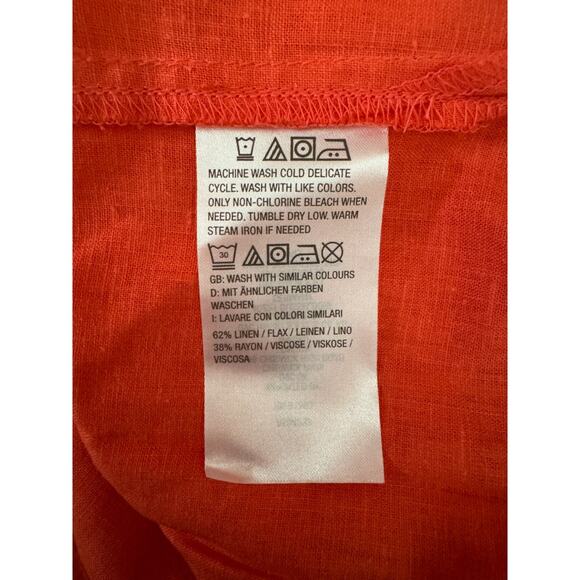 MACHINE WASH COLD DELICATE
CYCLE. WASH WITH LIKE COLORS.
ONLY NON-CHLORINE BLEACH WHEN
NEEDED. TUMBLE DRY LOW. WARM
STEAM IRON IF NEEDED
30
GB: WASH WITH SIMILAR COLOURS
D: MIT ÄHNLICHEN FARBEN
WASCHEN
I: LAVARE CON COLORI SIMILARI
62% LINEN / FLAX / LEINEN / LINO
38% RAYON / VISCOSE / VISKOSE /
VISCOSA